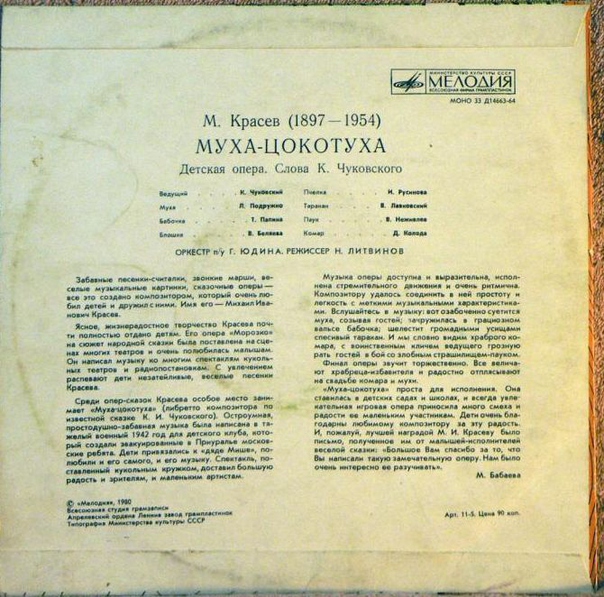 МИНИСТЕРСТВО КУЛЬТУРЫ СССР
МЕЛОДИЯ
ВСЕСОЮЗНАЯ ФИРМА ГРАМПЛАСТИНОК
МОНО 33 Д14663-64
М. Красев (1897—1954)
МУХА-ЦОКОТУХА
Детская опера. Слова К. Чуковского
Ведущий . . . . К. Чуковский Пчелка . . . . Н. Русинова
Муха . . . . Л. Подружко Таракан . . . . В. Лавновский
Бабочка . . . . Т. Папина Паук . . . . В. Нежнилев
Блошка . . . . В. Беляева Комар . . . . Д. Колода
ОРКЕСТР п/у Г. ЮДИНА. РЕЖИССЕР Н. ЛИТВИНОВ
Забавные песенки-считалки, звонкие марши, ве-
селые музыкальные картинки, сказочные оперы —
все это создано композитором, который очень лю-
бил детей и дружил с ними. Имя его — Михаил Ива-
нович Красев.
Ясное, жизнерадостное творчество Красева поч-
ти полностью отдано детям. Его опера «Морозко»
на сюжет народной сказки была поставлена на сце-
нах многих театров и очень полюбилась малышам.
Он написал музыку ко многим спектаклям куколь-
ных театров и радиопостановкам. С увлечением
распевают дети незатейливые, веселые песенки
Красева.
Среди опер-сказок Красева особое место зани-
мает «Муха-цокотуха» (либретто композитора по
известной сказке К. И. Чуковского). Остроумная,
простодушно-забавная музыка была написана в тя-
желый военный 1942 год для детского клуба, кото-
рый создали эвакуированные в Приуралье москов-
ские ребята. Дети привязались к «дяде Мише», по-
любили и его самого, и его музыку. Спектакль, по-
ставленный кукольным кружком, доставил большую
радость и зрителям, и маленьким артистам.
Музыка оперы доступна и выразительна, испол-
нена стремительного движения и очень ритмична.
Композитору удалось соединить в ней простоту и
легкость с меткими музыкальными характеристика-
ми. Вслушайтесь в музыку: вот озабоченно суетится
муха, созывая гостей; закружилась в грациозном
вальсе бабочка; шелестит громадными усищами
спесивый таракан. И мы словно видим храброго ко-
мара, с воинственным кличем ведущего грозную
рать гостей в бой со злобным страшилищем-пауком.
Финал оперы звучит торжественно. Все велича-
ют храбреца-избавителя и радостно отплясывают
на свадьбе комара и мухи.
«Муха-цокотуха» проста для исполнения. Она
ставилась в детских садах и школах, и всегда увле-
кательная игровая опера приносила много смеха и
радости ее маленьким участникам. Дети очень бла-
годарны любимому композитору за эту радость.
И, пожалуй, лучшей наградой М. И. Красеву было
письмо, полученное им от малышей-исполнителей
веселой сказки: «Большое Вам спасибо за то, что
Вы написали такую замечательную оперу. Нам было
очень интересно ее разучивать».
М. Бабаева
© «Мелодия», 1980
Всесоюзная студия грамзаписи
Апрелевский ордена Ленина завод грампластинок
Типография Министерства культуры СССР
Арт. 11-5. Цена 90 коп.